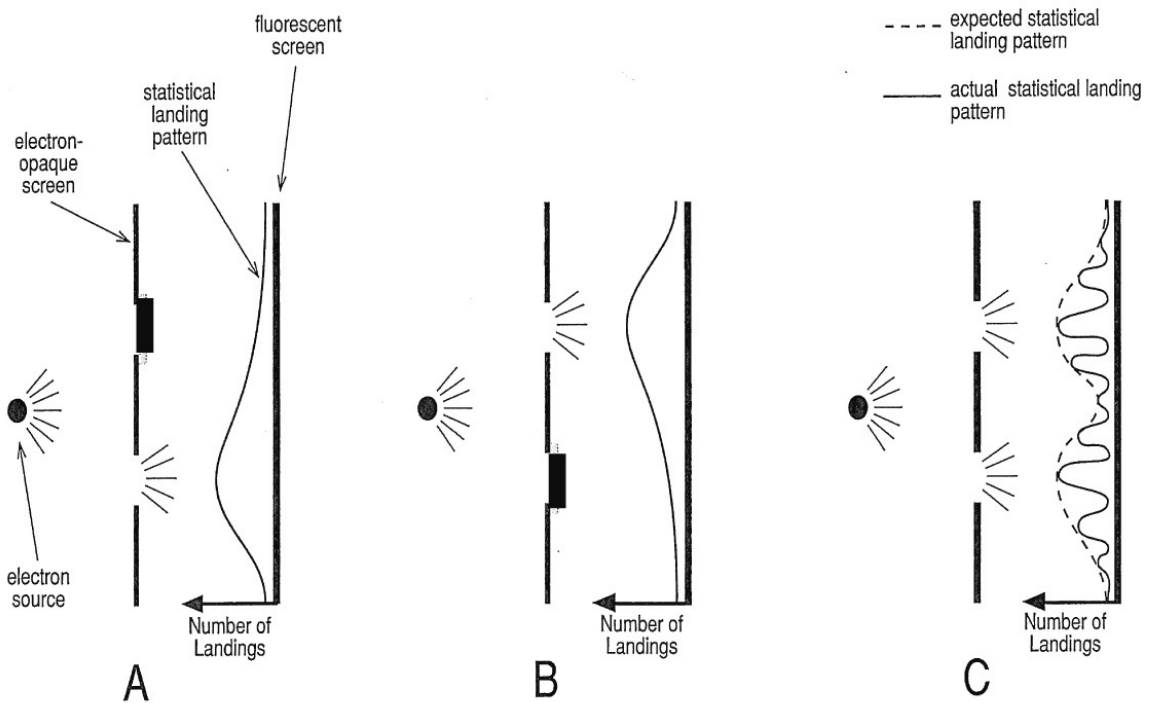 fluorescent
screen
statistical
landing
pattern
electron-
opaque
screen
electron
source
Number of
Landings
A
Number of
Landings
B
expected statistical
landing pattern
actual statistical landing
pattern
Number of
Landings
C